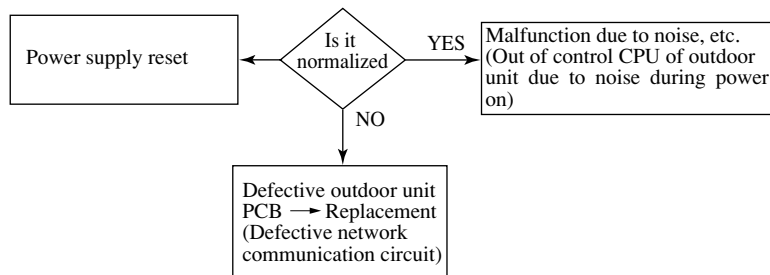 Power supply reset
Is it
normalized
YES
Malfunction due to noise, etc.
(Out of control CPU of outdoor
unit due to noise during power
on)
NO
Defective outdoor unit
PCB → Replacement
(Defective network
communication circuit)